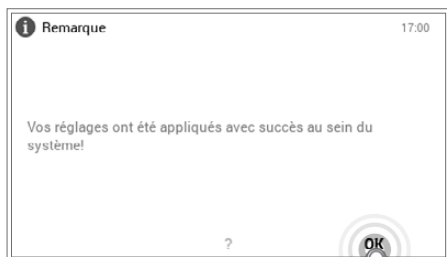 i Remarque 17:00
Vos réglages ont été appliqués avec succès au sein du
système!
? OK